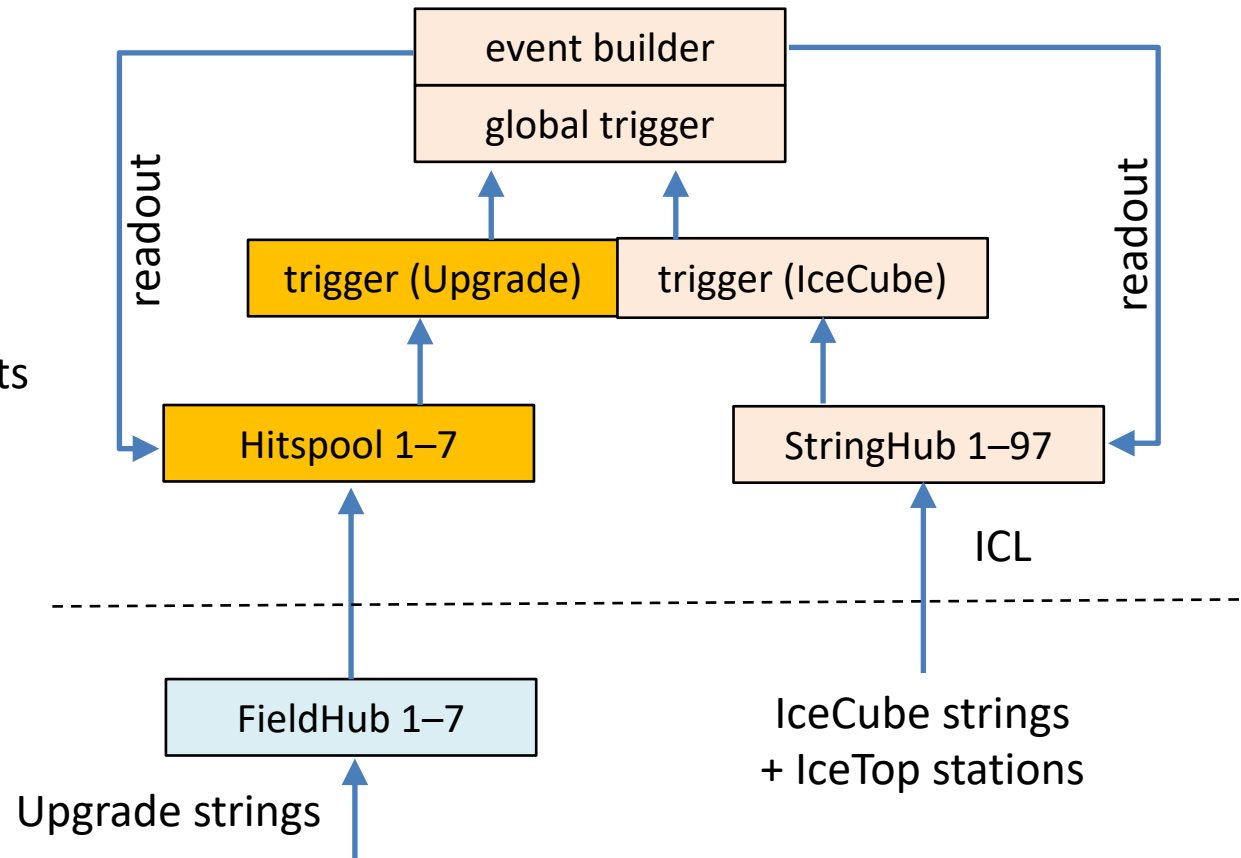 event builder
global trigger
readout
readout
trigger (Upgrade)
trigger (IceCube)
ts
Hitspool 1–7
StringHub 1–97
ICL
FieldHub 1–7
IceCube strings
+ IceTop stations
Upgrade strings